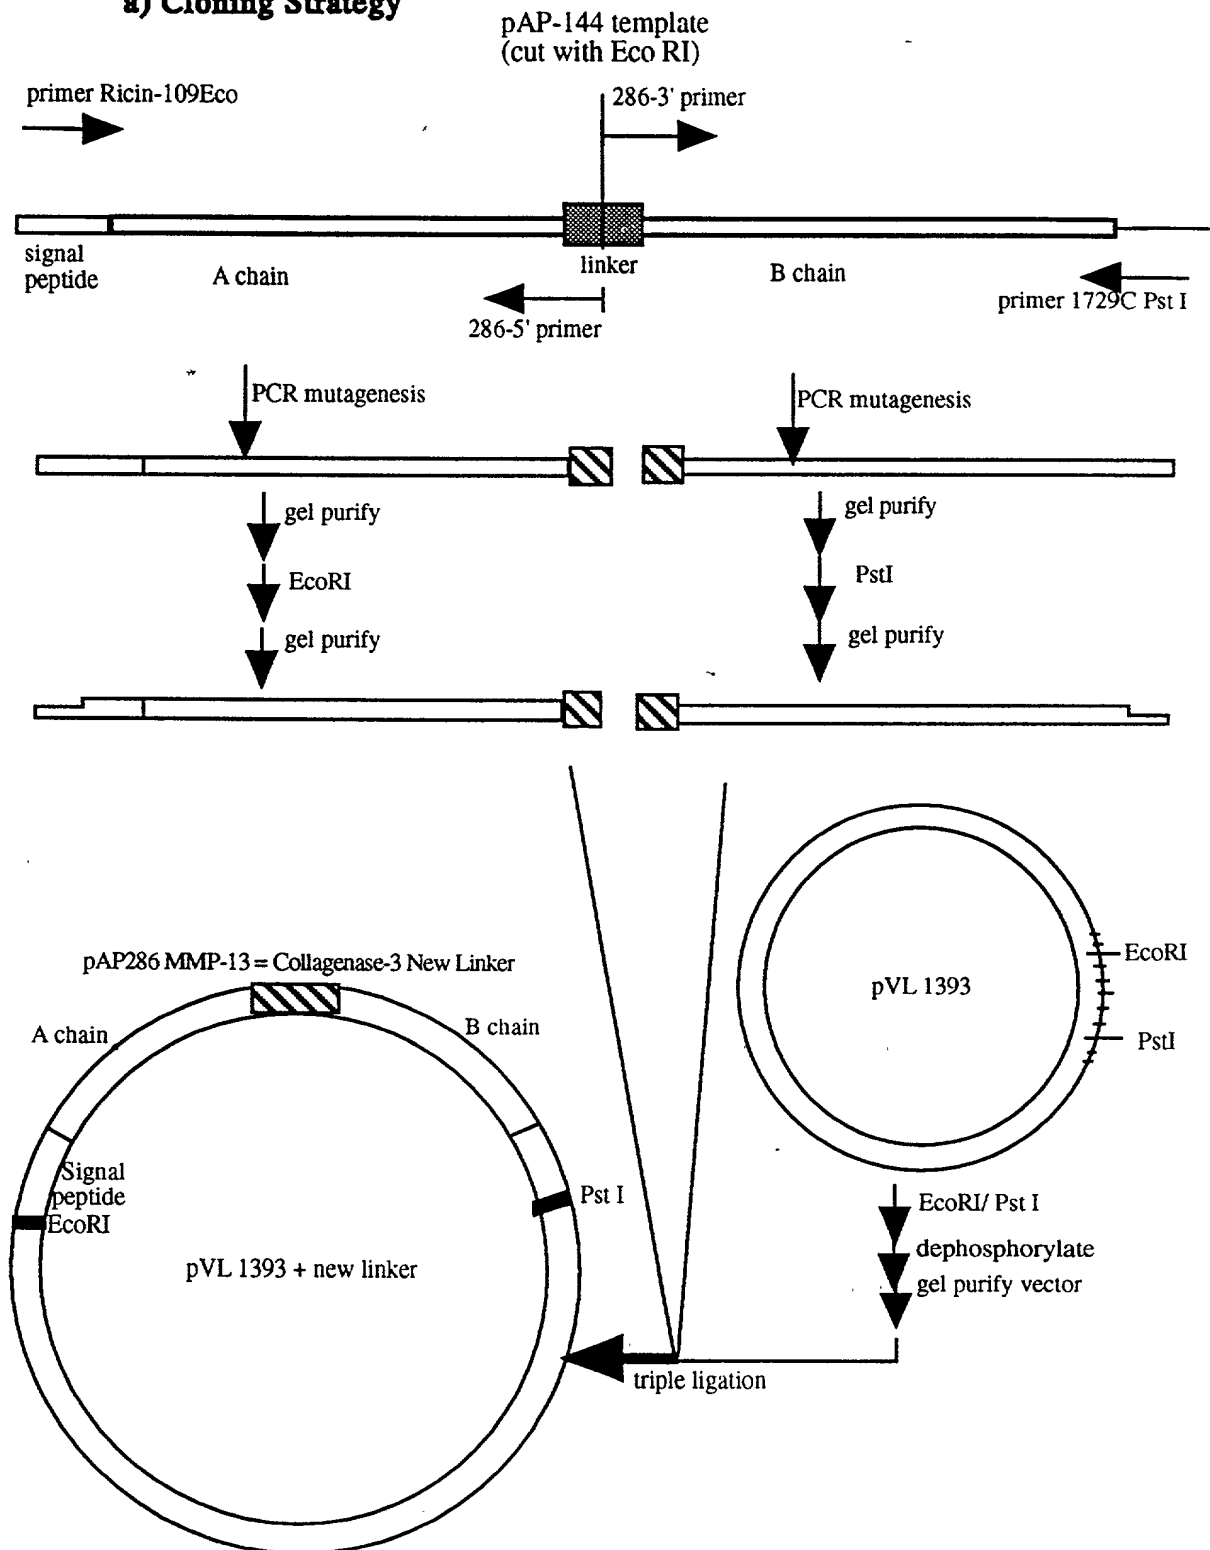 a) Cloning Strategy
pAP-144 template
(cut with Eco RI)
primer Ricin-109Eco
286-3' primer
signal
peptide
A chain
linker
B chain
286-5' primer
primer 1729C Pst I
PCR mutagenesis
PCR mutagenesis
gel purify
gel purify
EcoRI
PstI
gel purify
gel purify
pAP286 MMP-13 = Collagenase-3 New Linker
A chain
B chain
pVL 1393
EcoRI
PstI
Signal
peptide
EcoRI
Pst I
pVL 1393 + new linker
EcoRI/ Pst I
dephosphorylate
gel purify vector
triple ligation